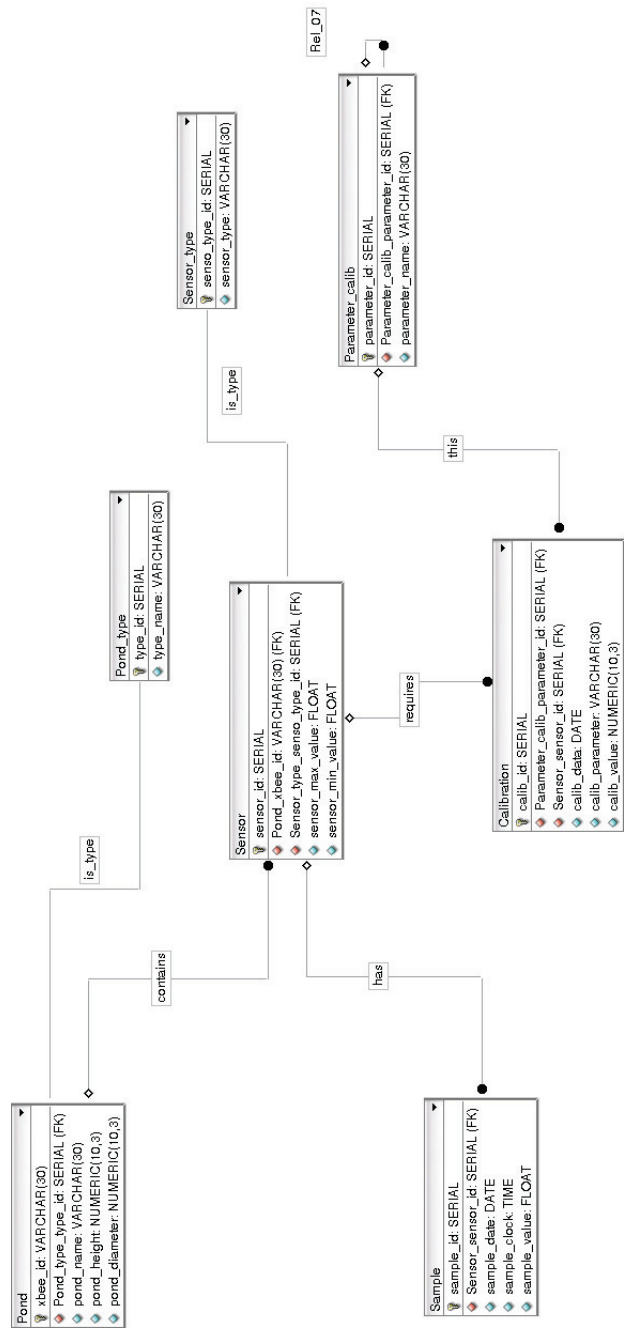 Pond
xbee_id: VARCHAR(30)
Pond_type_type_id: SERIAL (FK)
pond_name: VARCHAR(30)
pond_height: NUMERIC(10,3)
pond_diameter: NUMERIC(10,3)
is_type
Pond_type
type_id: SERIAL
type_name: VARCHAR(30)
Sensor_type
senso_type_id: SERIAL
sensor_type: VARCHAR(30)
contains
is_type
Rel_07
Sensor
sensor_id: SERIAL
Pond_xbee_id: VARCHAR(30) (FK)
Sensor_type_senso_type_id: SERIAL (FK)
sensor_max_value: FLOAT
sensor_min_value: FLOAT
Parameter_calib
parameter_id: SERIAL
Parameter_calib_parameter_id: SERIAL (FK)
parameter_name: VARCHAR(30)
has
requires
this
Sample
sample_id: SERIAL
Sensor_sensor_id: SERIAL (FK)
sample_date: DATE
sample_clock: TIME
sample_value: FLOAT
Calibration
calib_id: SERIAL
Parameter_calib_parameter_id: SERIAL (FK)
Sensor_sensor_id: SERIAL (FK)
calib_data: DATE
calib_parameter: VARCHAR(30)
calib_value: NUMERIC(10,3)